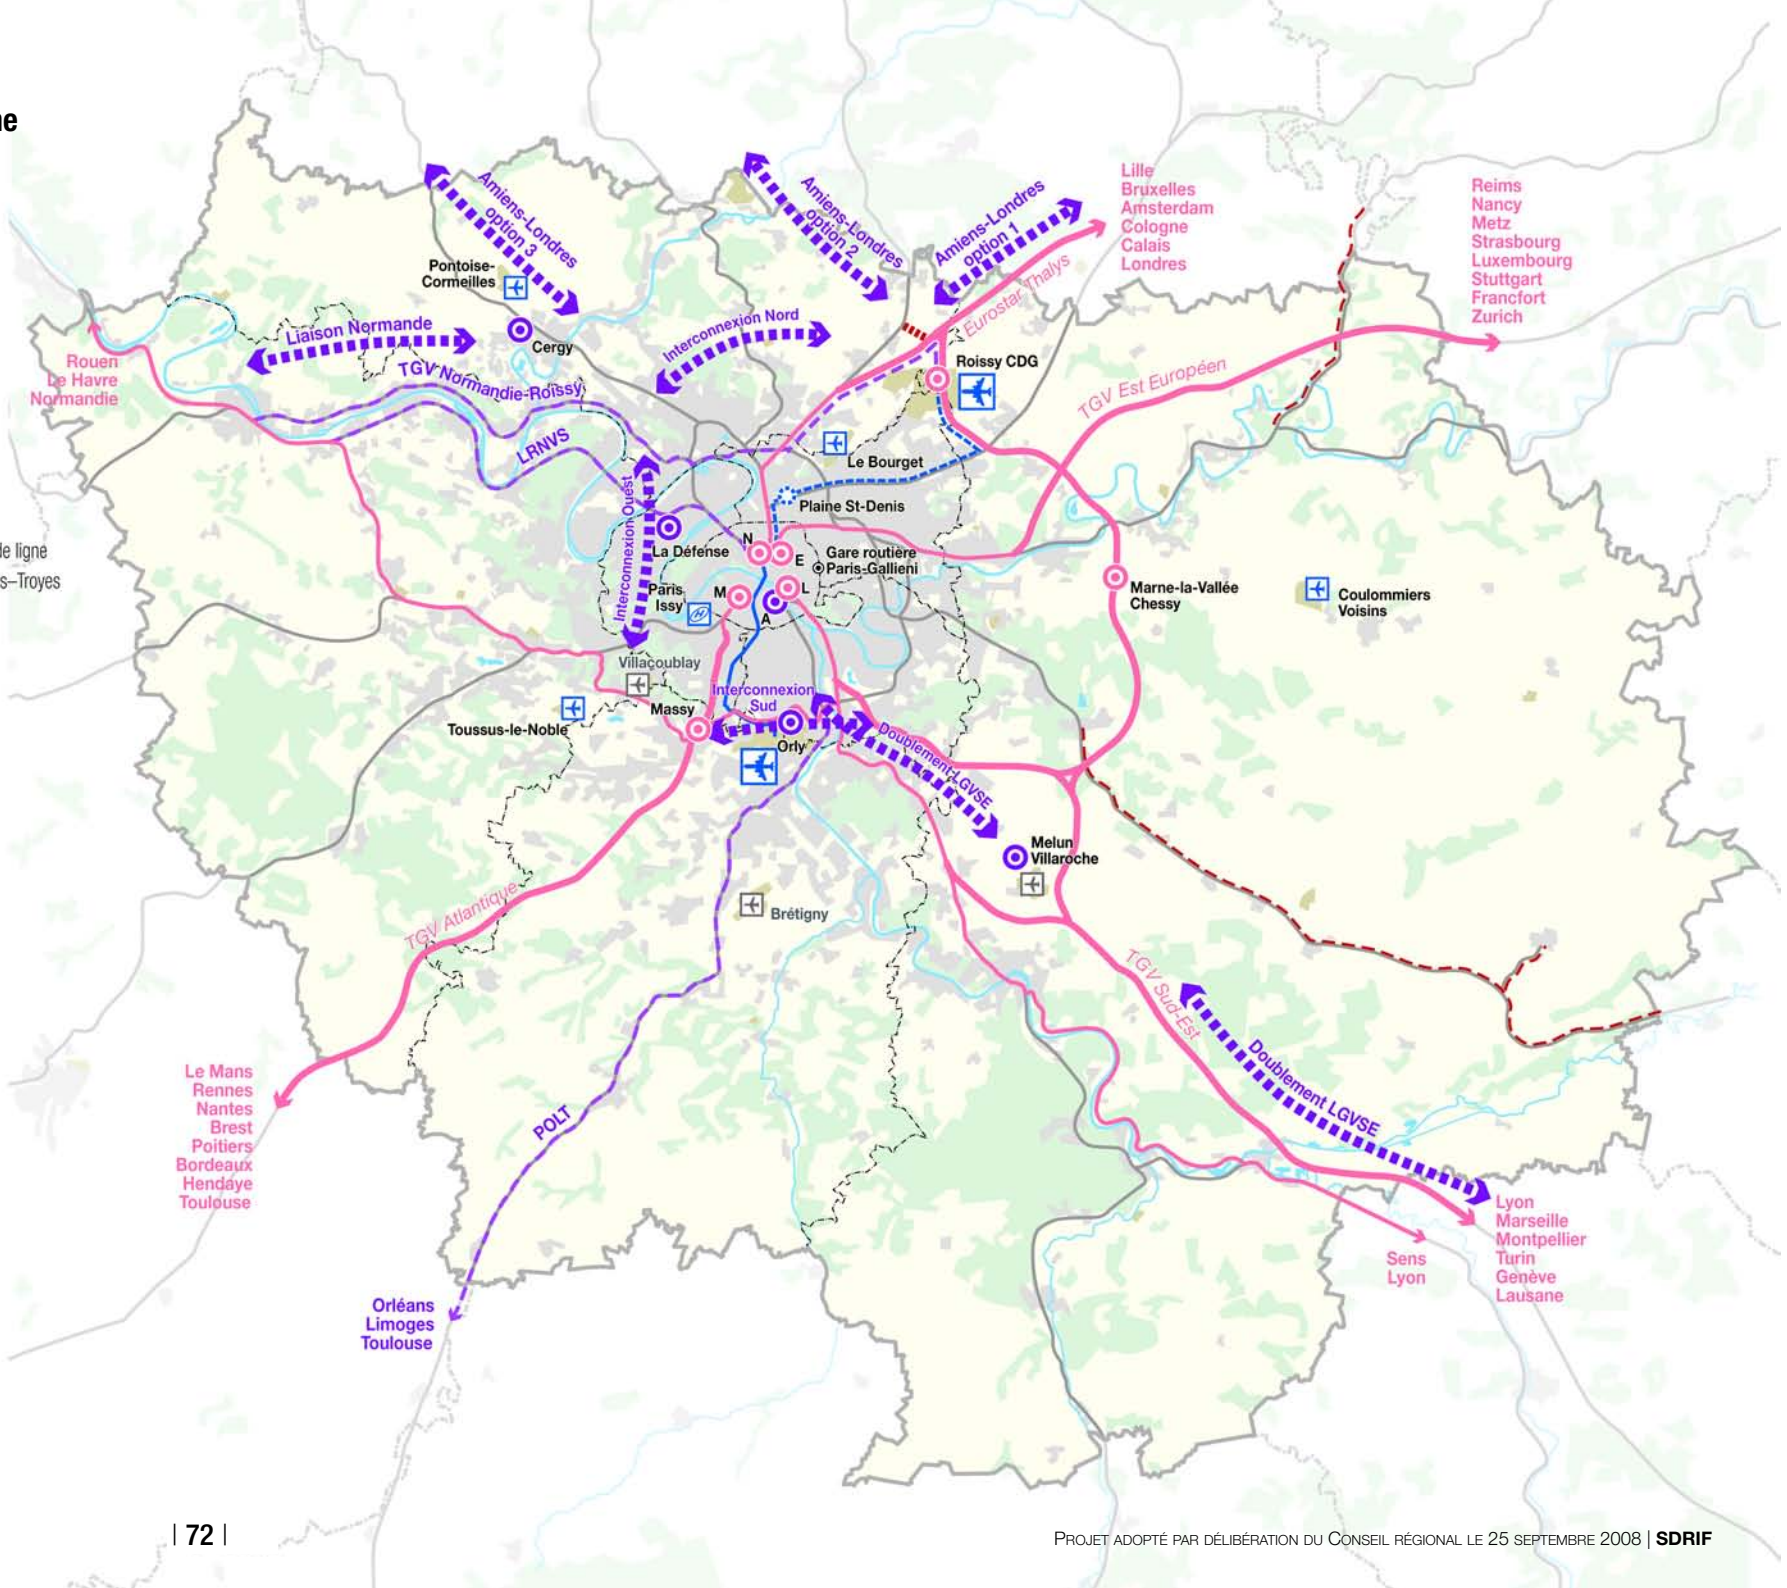 ne
de ligne
s–Troyes
Amiens-Londres
option 3
Amiens-Londres
option 2
Amiens-Londres
option 1
Lille
Bruxelles
Amsterdam
Cologne
Calais
Londres
Reims
Nancy
Metz
Strasbourg
Luxembourg
Stuttgart
Francfort
Zurich
Pontoise-
Cormeilles
Cergy
Liaison Normande
Interconnexion Nord
Eurostar Thalys
Rouen
Le Havre
Normandie
TGV Normandie-Roissy
LRNVS
Roissy CDG
TGV Est Européen
Le Bourget
Plaine St-Denis
Interconnexion Ouest
La Défense
N
E
Gare routière
Paris-Gallieni
Paris
Issy
M
L
A
Marne-la-Vallée
Chessy
Coulommiers
Voisins
Villacoublay
Toussus-le-Noble
Massy
Interconnexion
Sud
Orly
Doublement LGVSE
Melun
Villaroche
Brétigny
TGV Atlantique
TGV Sud-Est
Doublement LGVSE
POLT
Le Mans
Rennes
Nantes
Brest
Poitiers
Bordeaux
Hendaye
Toulouse
Orléans
Limoges
Toulouse
Sens
Lyon
Lyon
Marseille
Montpellier
Turin
Genève
Lausane
| 72 |
Projet adopté par délibération du Conseil régional le 25 septembre 2008 | SDRIF